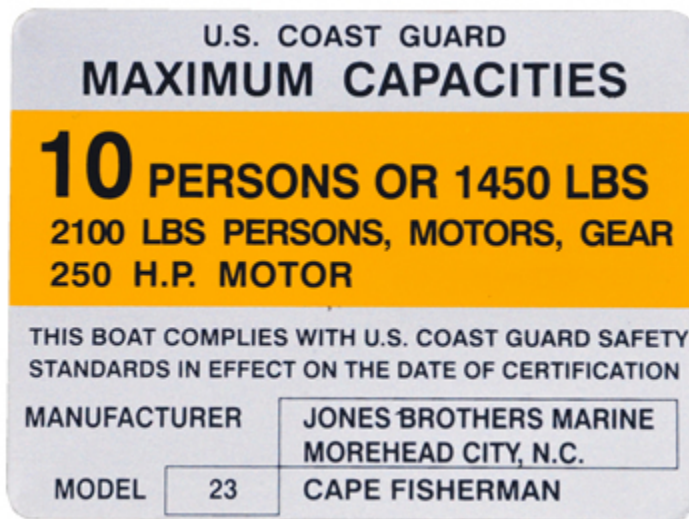 U.S. COAST GUARD
MAXIMUM CAPACITIES
10 PERSONS OR 1450 LBS
2100 LBS PERSONS, MOTORS, GEAR
250 H.P. MOTOR
THIS BOAT COMPLIES WITH U.S. COAST GUARD SAFETY
STANDARDS IN EFFECT ON THE DATE OF CERTIFICATION
MANUFACTURER JONES BROTHERS MARINE
MOREHEAD CITY, N.C.
MODEL 23 CAPE FISHERMAN